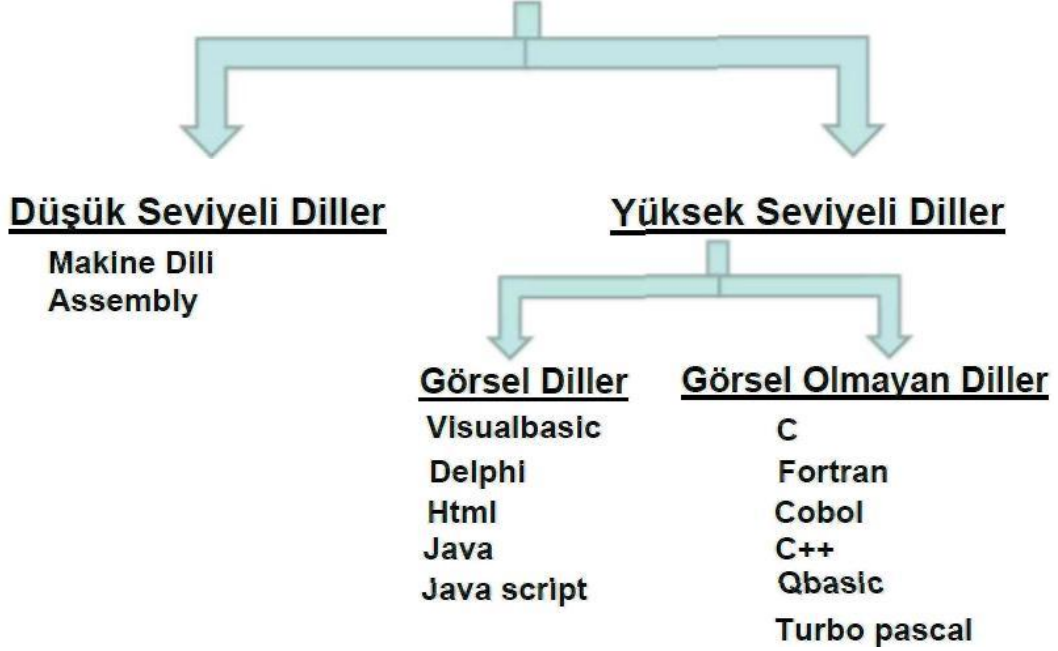 Düşük Seviyeli Diller
Makine Dili
Assembly
Yüksek Seviyeli Diller
Görsel Diller
Visualbasic
Delphi
Html
Java
Java script
Görsel Olmayan Diller
C
Fortran
Cobol
C++
Qbasic
Turbo pascal